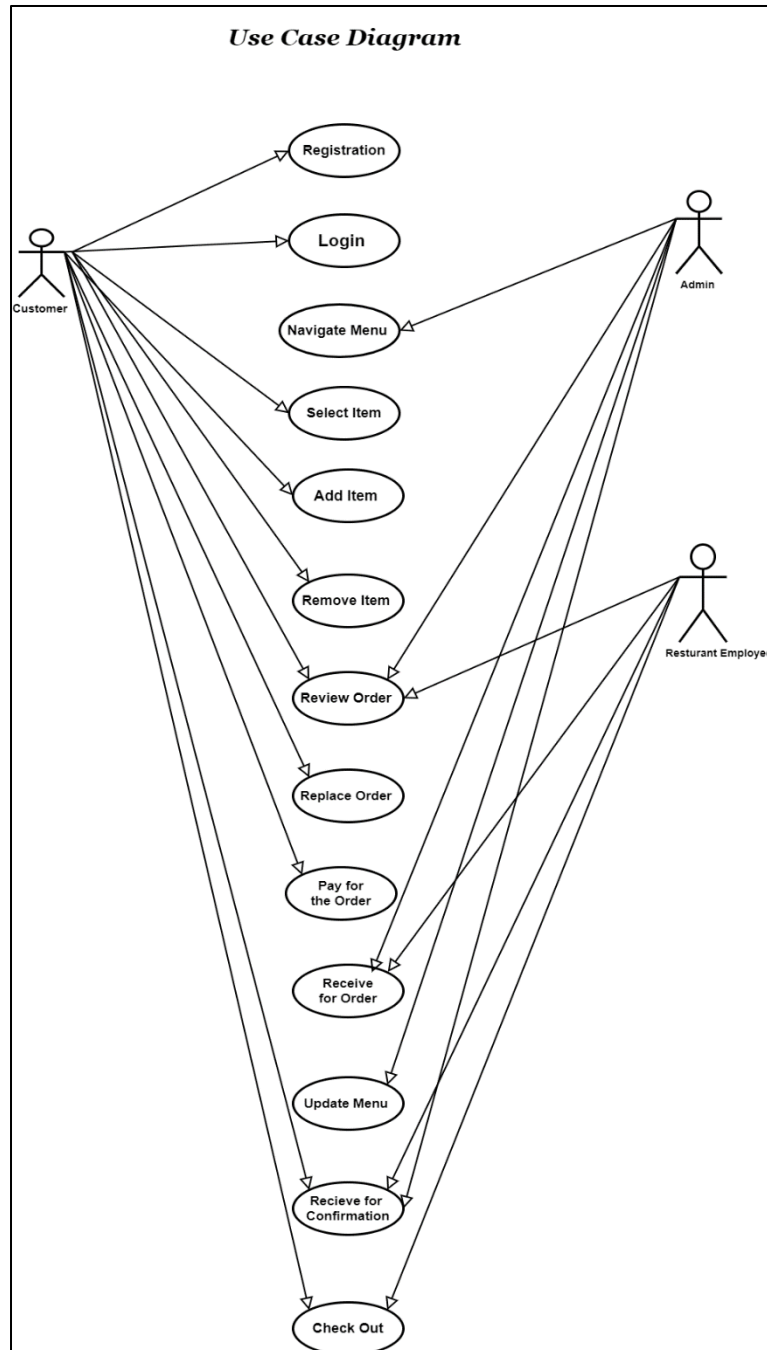 Use Case Diagram
Registration
Login
Customer
Admin
Navigate Menu
Select Item
Add Item
Remove Item
Resturant Employee
Review Order
Replace Order
Pay for
the Order
Receive
for Order
Update Menu
Recieve for
Confirmation
Check Out